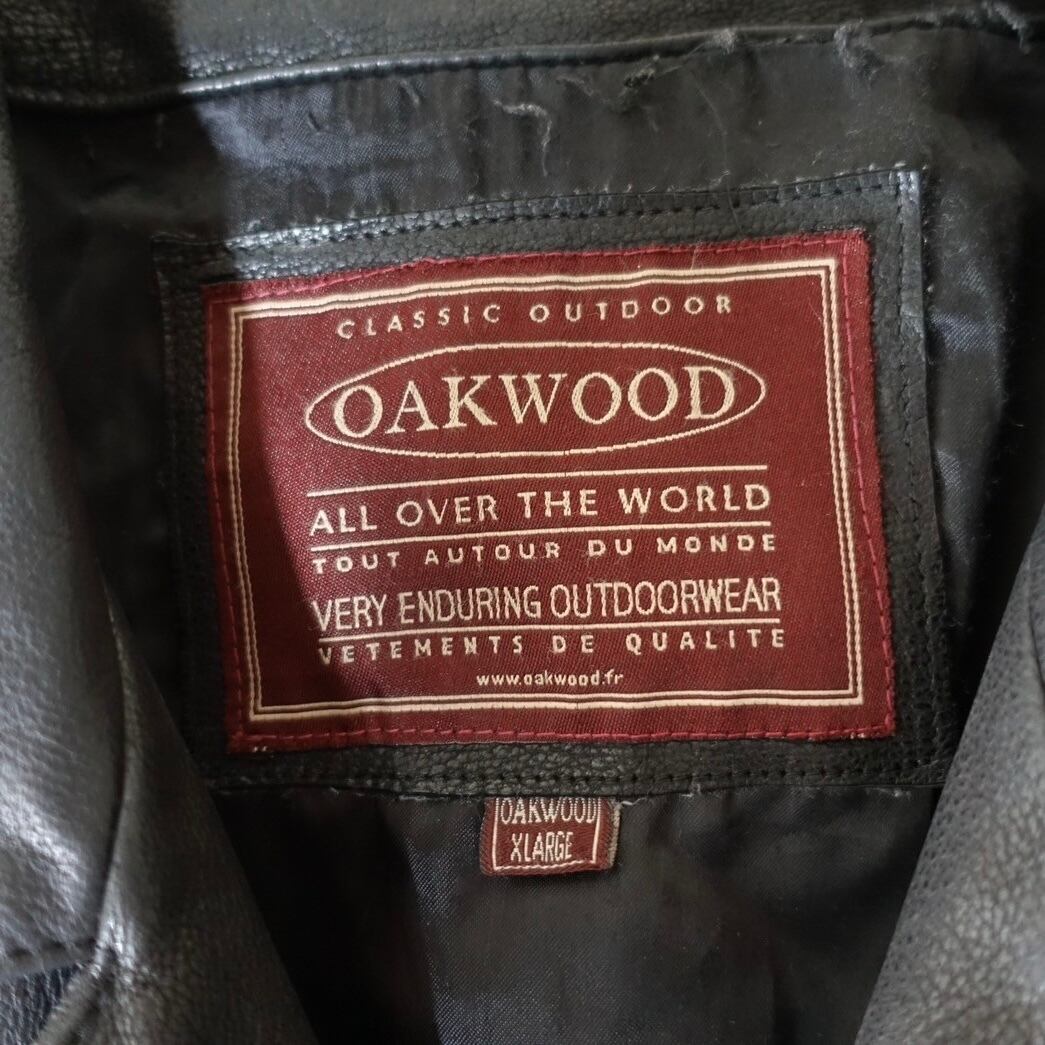 CLASSIC OUTDOOR
OAKWOOD
ALL OVER THE WORLD
TOUT AUTOUR DU MONDE
VERY ENDURING OUTDOORWEAR
VETEMENTS DE QUALITE
www.oakwood.fr
OAKWOOD
XLARGE